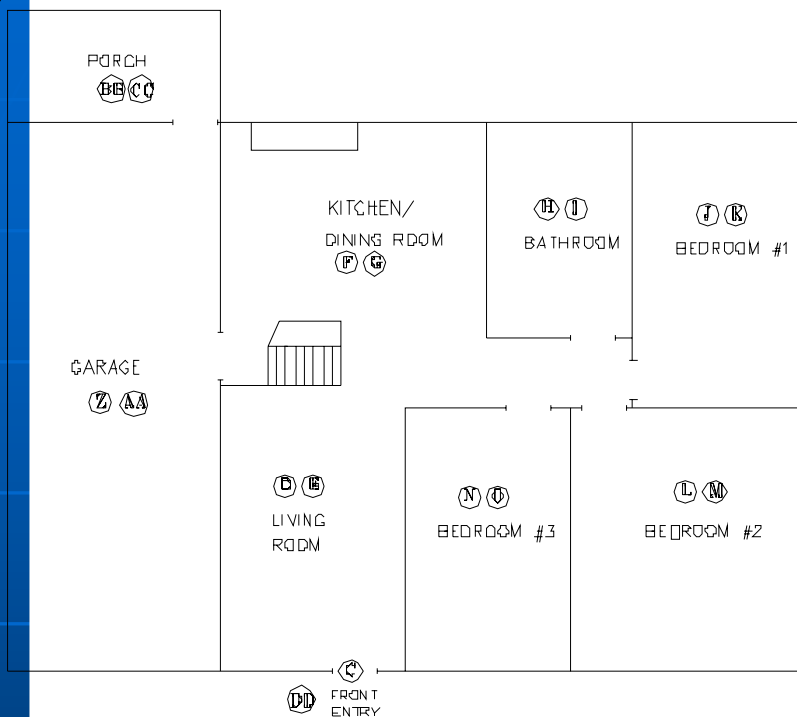 PORCH
BB CC
KITCHEN/
DINING ROOM
F G
H I
BATHROOM
J K
BEDROOM #1
GARAGE
Z AA
D E
LIVING
ROOM
N O
BEDROOM #3
L M
BEDROOM #2
C
DD
FRONT
ENTRY